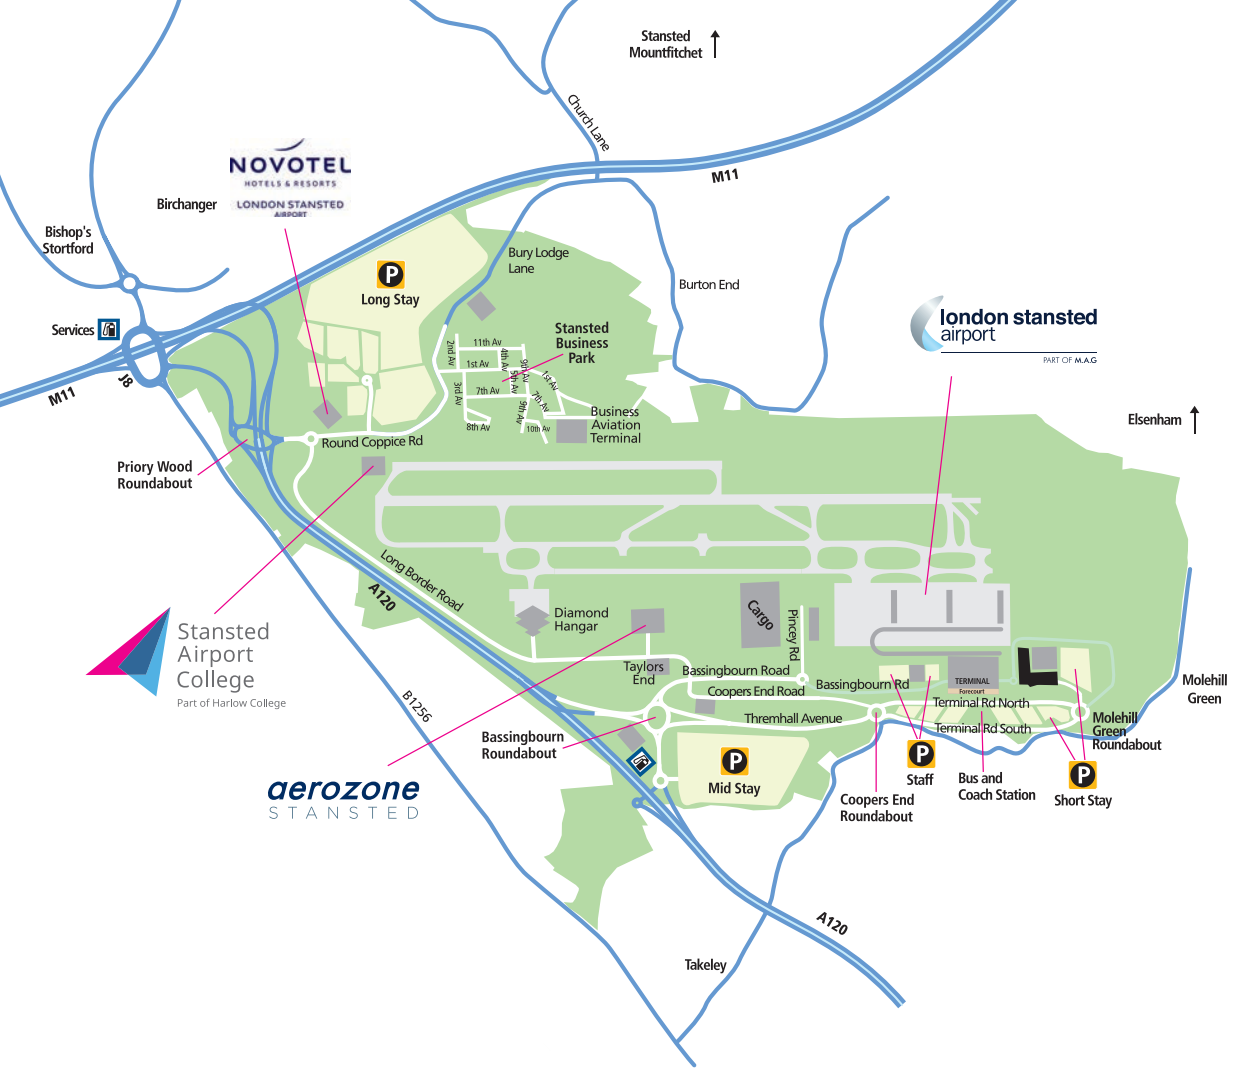 Stansted
Mountfitchet
Church Lane
M11
NOVOTEL
HOTELS & RESORTS
LONDON STANSTED
AIRPORT
Birchanger
Bishop's
Stortford
Services
J8
M11
P
Long Stay
Bury Lodge
Lane
Burton End
Stansted
Business
Park
11th Av
2nd Av
4th Av
9th Av
1st Av
5th Av
1st Av
3rd Av
7th Av
7th Av
9th Av
8th Av
10th Av
Business
Aviation
Terminal
london stansted
airport
PART OF M.A.G
Elsenham
Round Coppice Rd
Priory Wood
Roundabout
Long Border Road
A120
Stansted
Airport
College
Part of Harlow College
Diamond
Hangar
Cargo
Pincey Rd
Taylors
End
Bassingbourn Road
Coopers End Road
Bassingbourn Rd
TERMINAL
Forecourt
Terminal Rd North
Terminal Rd South
Thremhall Avenue
Molehill
Green
Molehill
Green
Roundabout
B1256
Bassingbourn
Roundabout
aerozone
STANSTED
P
Mid Stay
P
Staff
Bus and
Coach Station
P
Short Stay
Coopers End
Roundabout
A120
Takeley